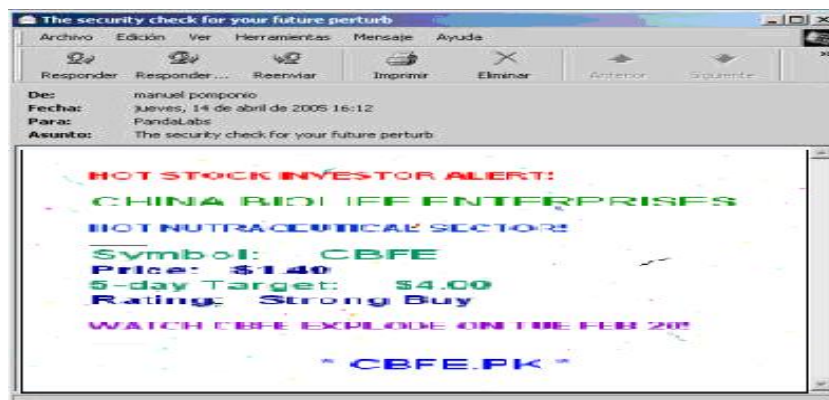 The security check for your future perturb
Archivo Edición Ver Herramientas Mensaje Ayuda
Responder Responder... Reenviar Imprimir Eliminar Anterior Siguiente
De: manuel pomponio
Fecha: jueves, 14 de abril de 2005 16:12
Para: PandaLabs
Asunto: The security check for your future perturb
HOT STOCK INVESTOR ALERT!
CHINA BIOLIFE ENTERPRISES
HOT NUTRACEUTICAL SECTOR!
Symbol: CBFE
Price: $1.40
5-day Target: $4.00
Rating: Strong Buy
WATCH CBFE EXPLODE ON TUE FEB 20!
* CBFE.PK *